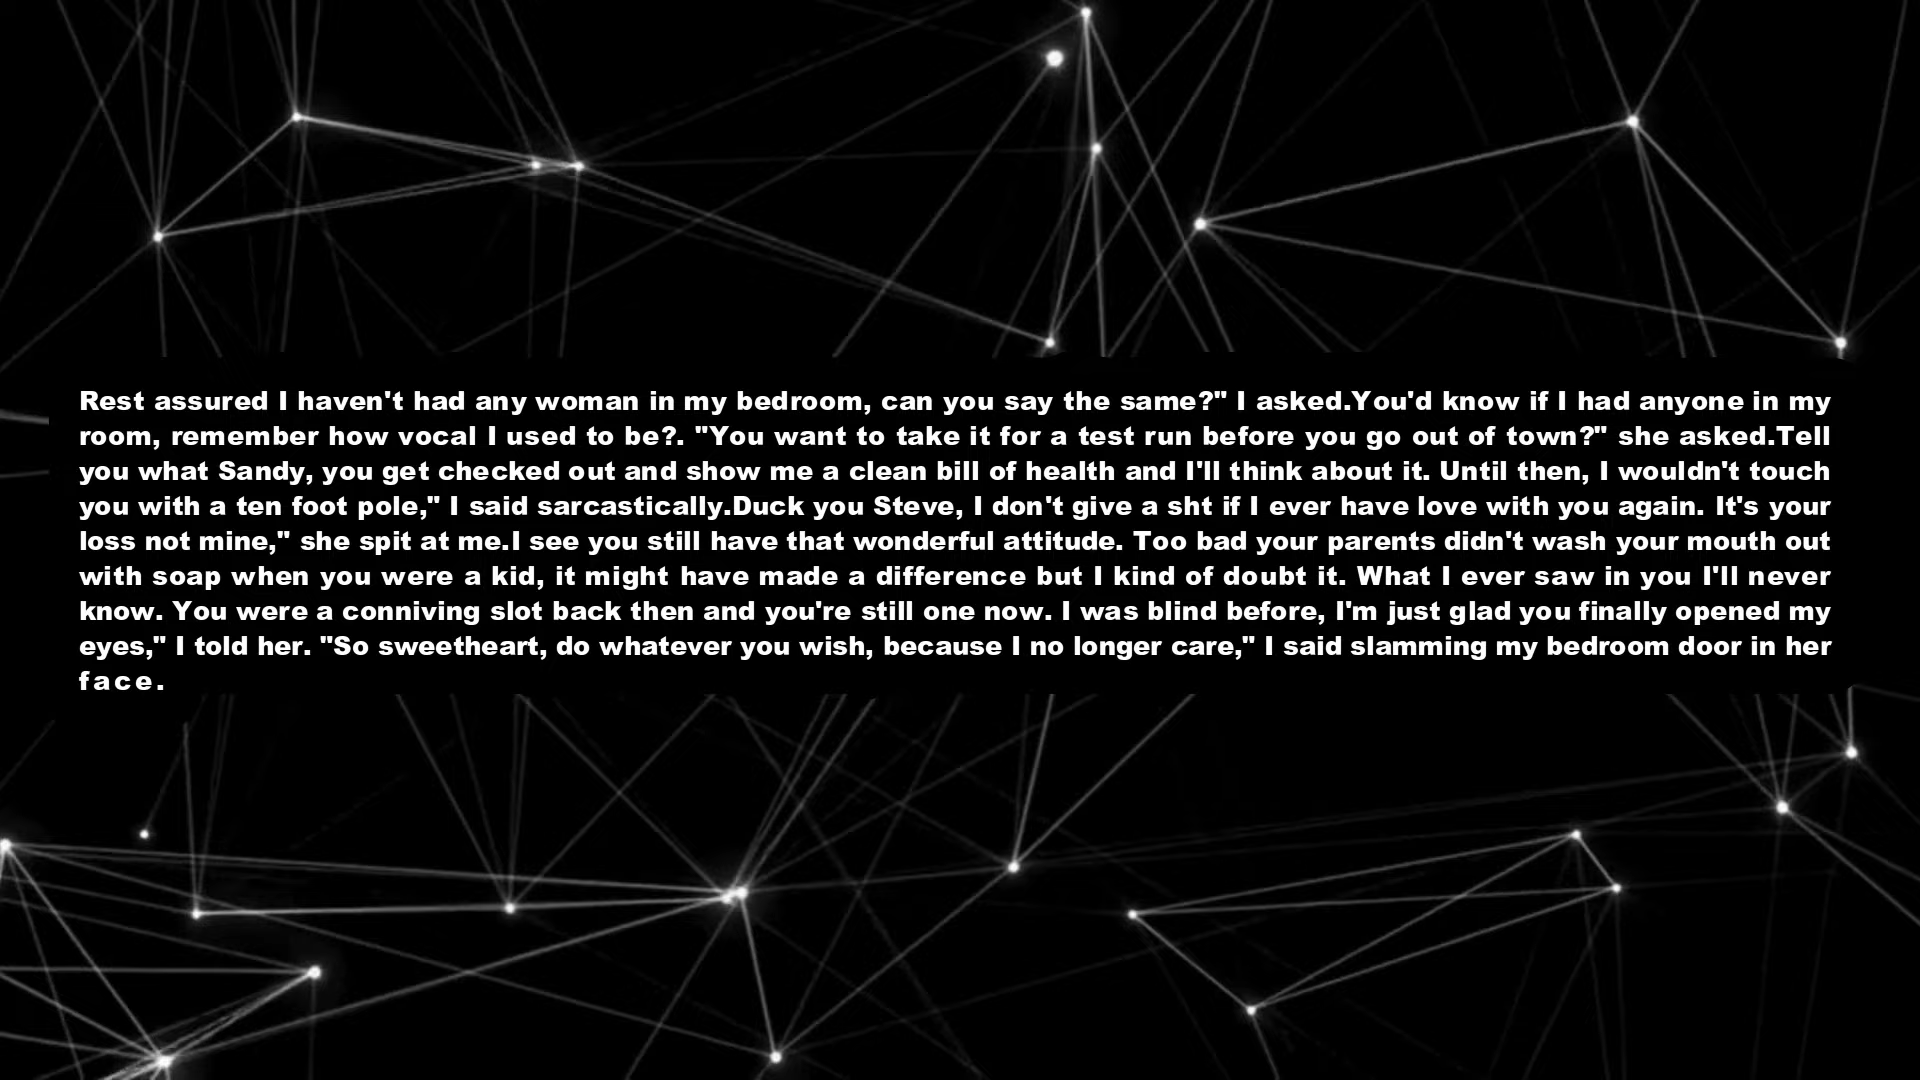 Rest assured I haven't had any woman in my bedroom, can you say the same?" I asked.You'd know if I had anyone in my
room, remember how vocal I used to be?. "You want to take it for a test run before you go out of town?" she asked.Tell
you what Sandy, you get checked out and show me a clean bill of health and I'll think about it. Until then, I wouldn't touch
you with a ten foot pole," I said sarcastically.Duck you Steve, I don't give a sht if I ever have love with you again. It's your
loss not mine," she spit at me.I see you still have that wonderful attitude. Too bad your parents didn't wash your mouth out
with soap when you were a kid, it might have made a difference but I kind of doubt it. What I ever saw in you I'll never
know. You were a conniving slot back then and you're still one now. I was blind before, I'm just glad you finally opened my
eyes," I told her. "So sweetheart, do whatever you wish, because I no longer care," I said slamming my bedroom door in her
face.